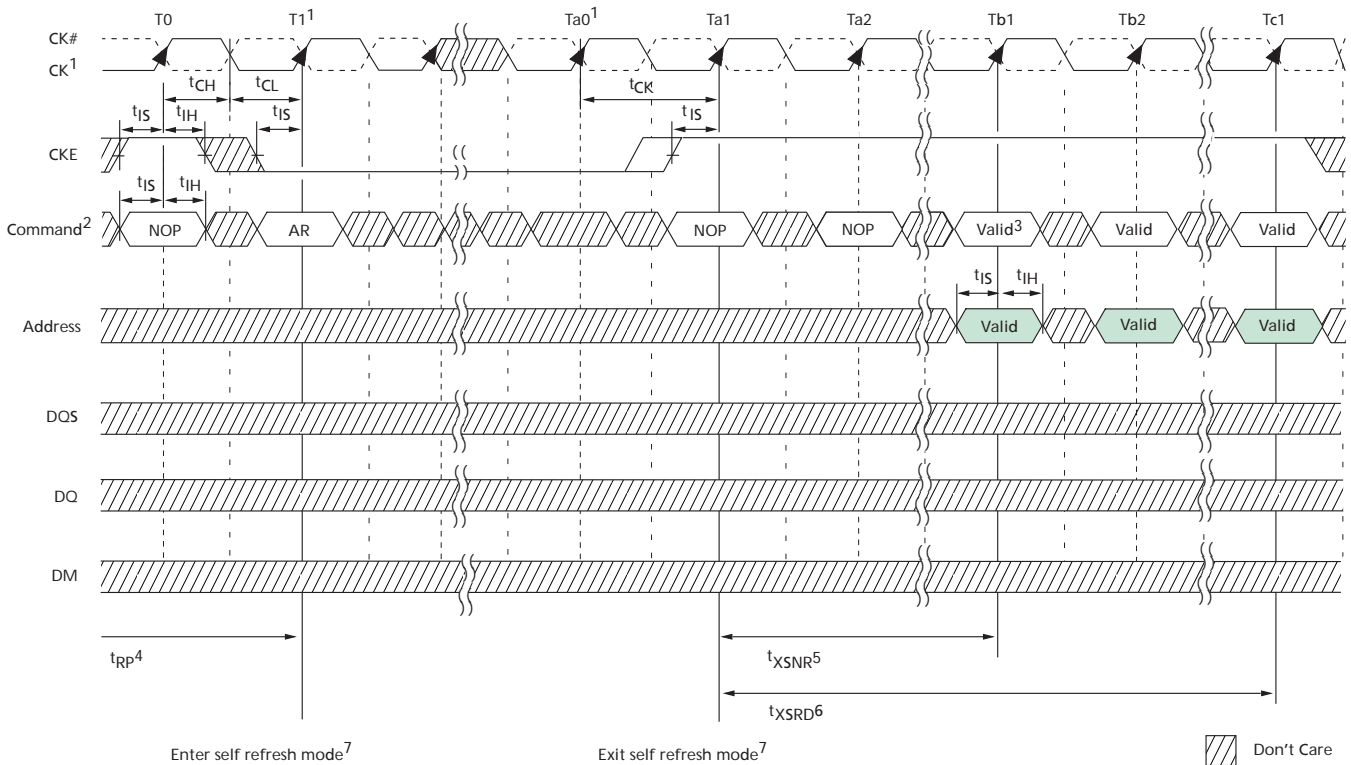 T0 T1¹ Ta0¹ Ta1 Ta2 Tb1 Tb2 Tc1
CK#
CK¹
tCH tCL tCK
tIS tIH tIS tIS
CKE
tIS tIH
Command² NOP AR NOP NOP Valid³ Valid Valid
tIS tIH
Address Valid Valid Valid
DQS
DQ
DM
tRP⁴ tXSNR⁵
tXSRD⁶
Enter self refresh mode⁷ Exit self refresh mode⁷ Don't Care